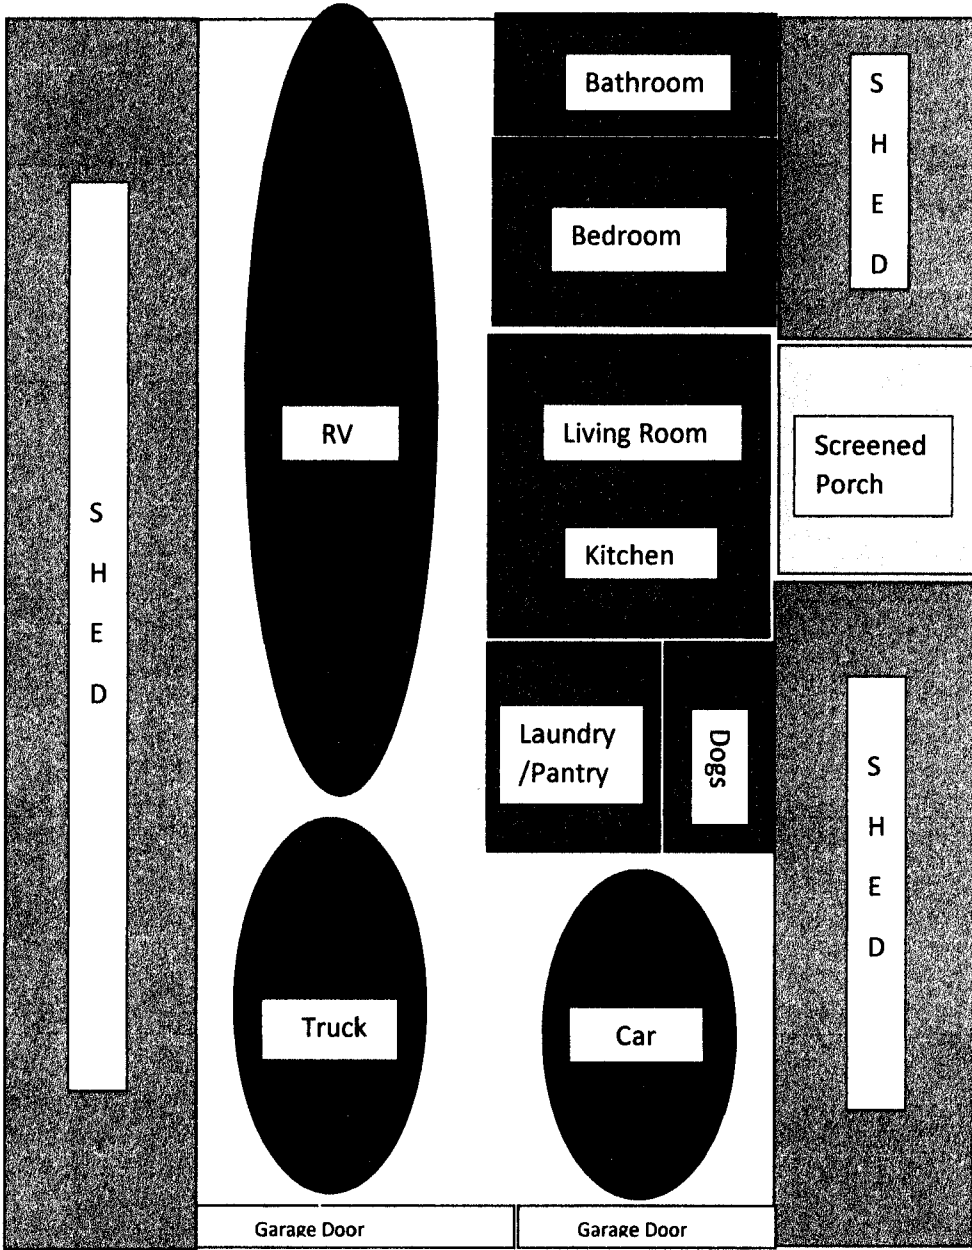 Bathroom
S
H
E
D
Bedroom
RV
Living Room
Screened
Porch
Kitchen
S
H
E
D
Laundry
/Pantry
Dogs
S
H
E
D
Truck
Car
Garage Door
Garage Door